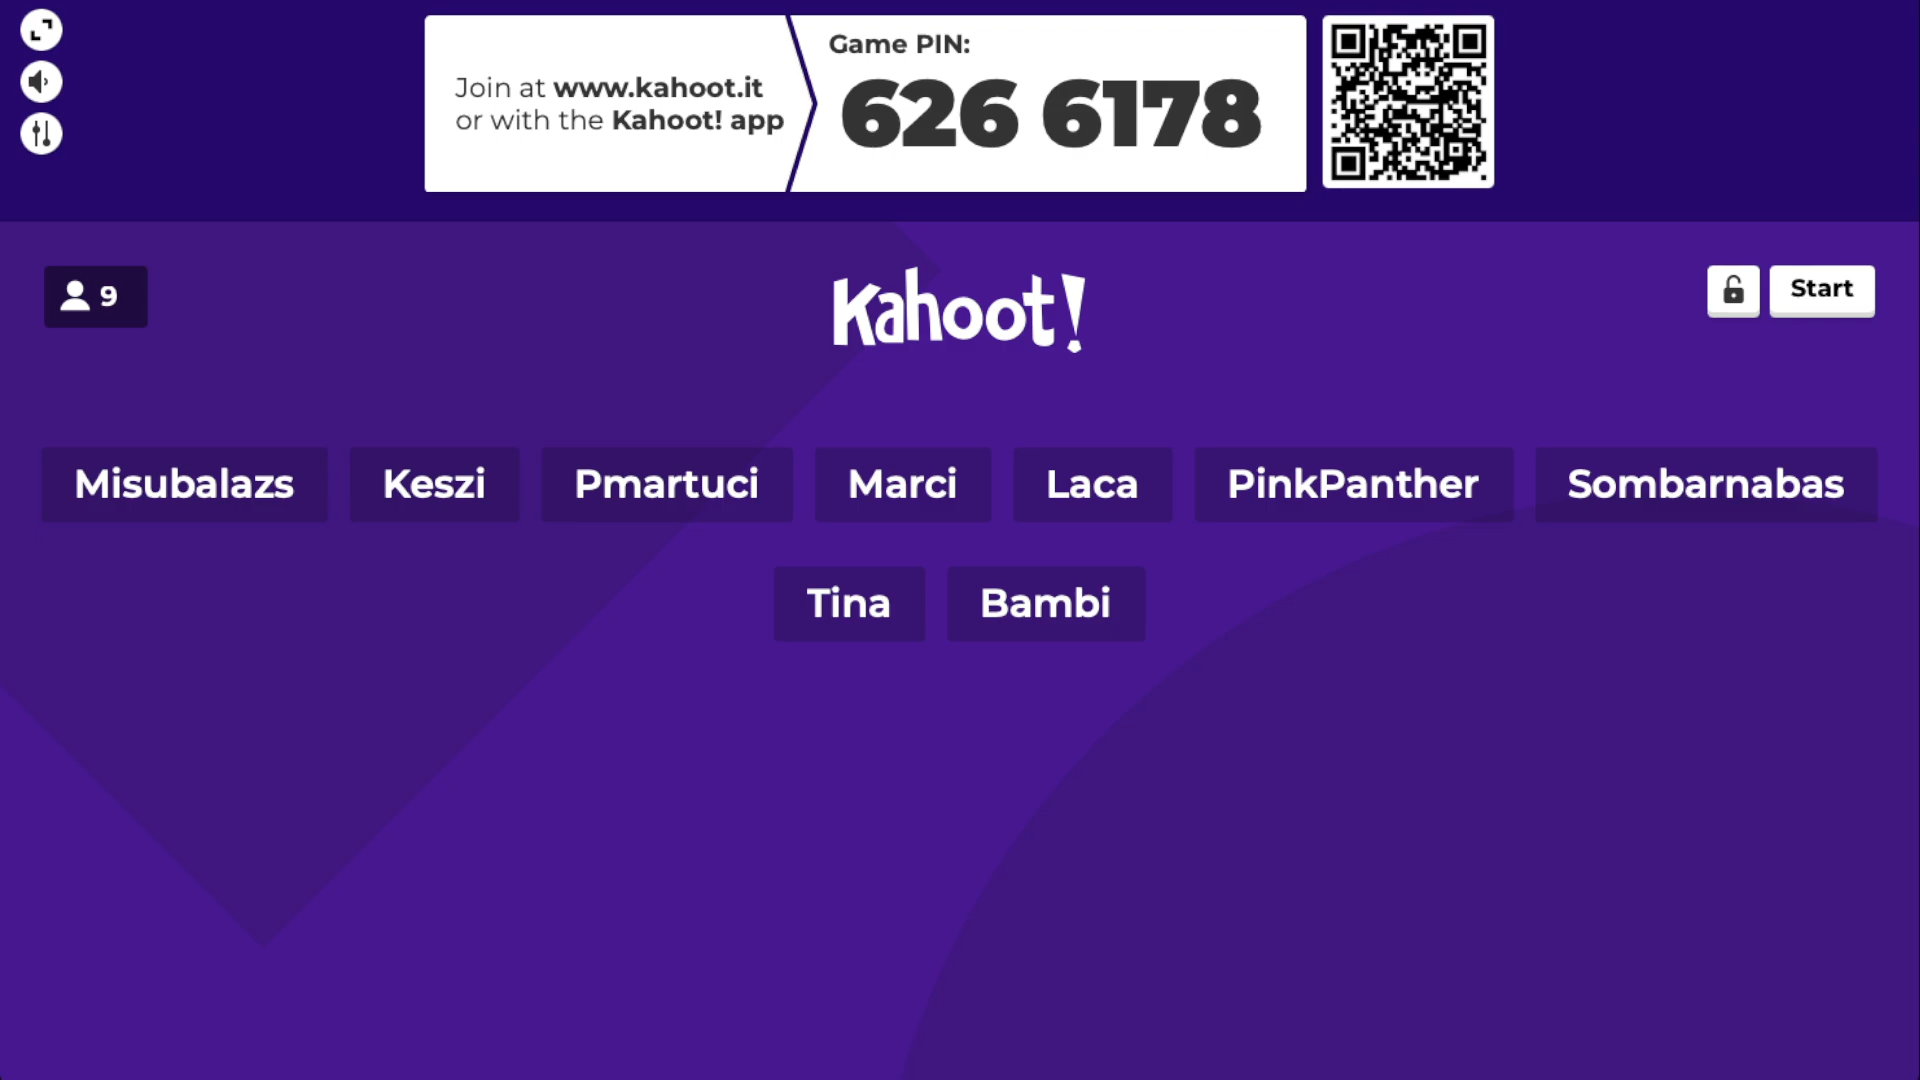 Join at www.kahoot.it
or with the Kahoot! app
Game PIN:
626 6178
9
Kahoot!
Start
Misubalazs Keszi Pmartuci Marci Laca PinkPanther Sombarnabas
Tina Bambi